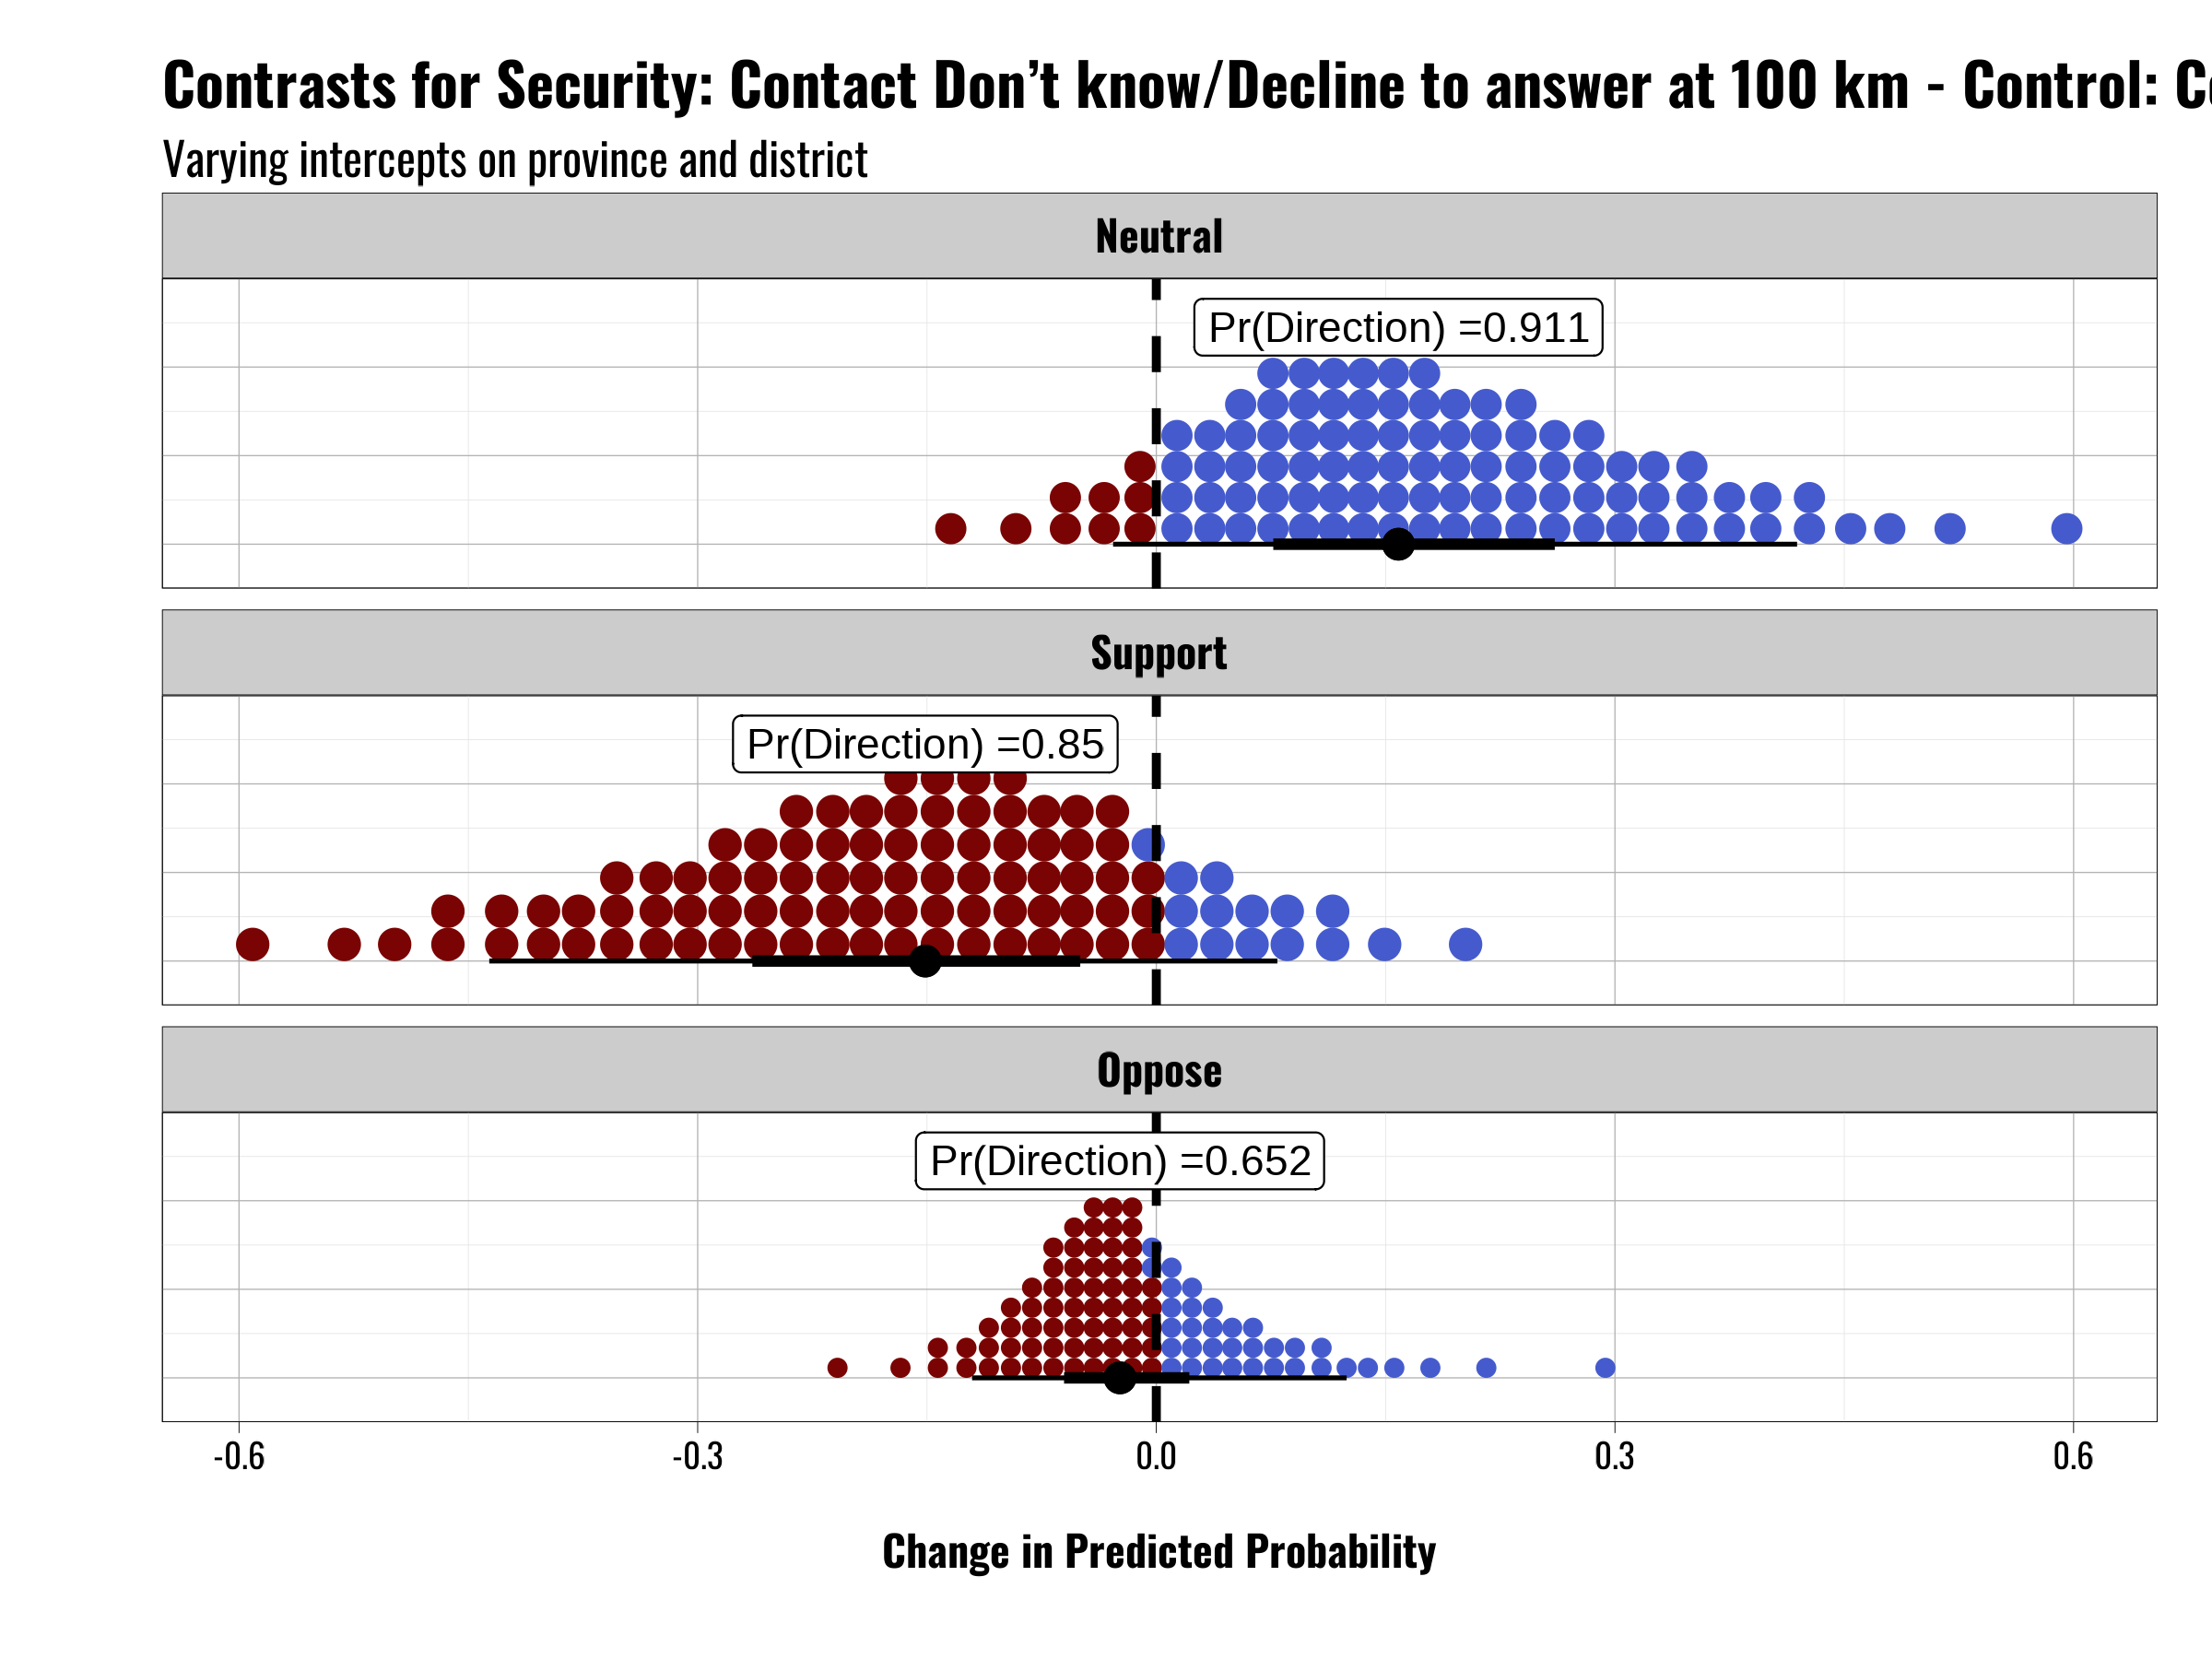 Contrasts for Security: Contact Don’t know/Decline to answer at 100 km - Control:
Varying intercepts on province and district
Neutral
Pr(Direction) =0.911
Support
Pr(Direction) =0.85
Oppose
Pr(Direction) =0.652
-0.6 -0.3 0.0 0.3 0.6
Change in Predicted Probability